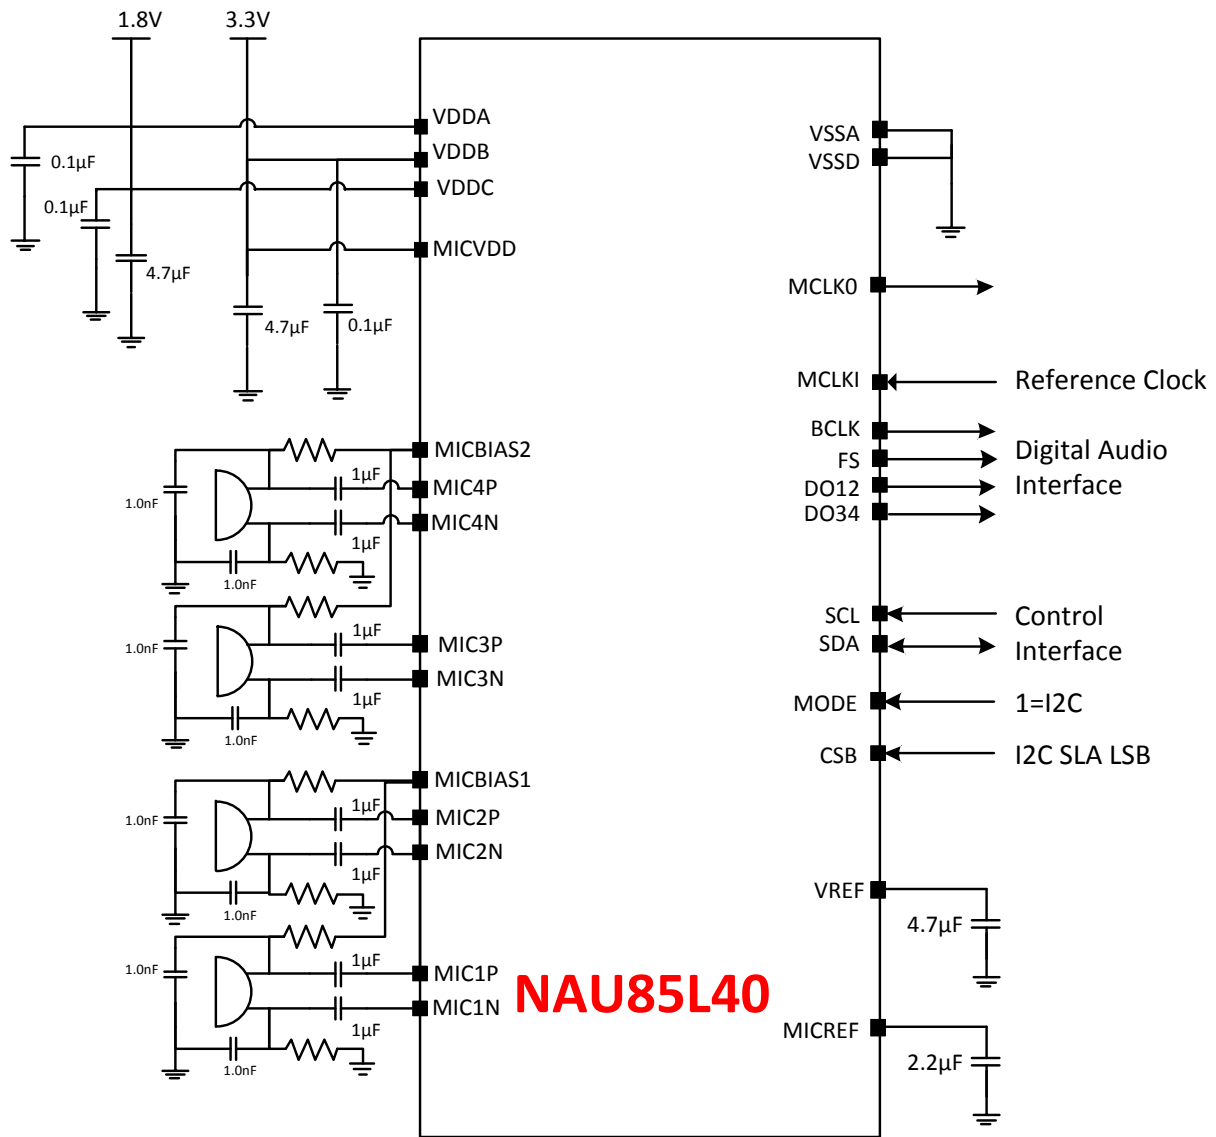 1.8V
3.3V
VDDA
VDDB
VDDC
MICVDD
0.1µF
0.1µF
4.7µF
4.7µF
0.1µF
VSSA
VSSD
MCLK0
MCLKI
Reference Clock
BCLK
FS
DO12
DO34
Digital Audio
Interface
MICBIAS2
1µF
MIC4P
MIC4N
1µF
1.0nF
1.0nF
1µF
MIC3P
MIC3N
1µF
1.0nF
1.0nF
SCL
SDA
Control
Interface
MODE
1=I2C
CSB
I2C SLA LSB
MICBIAS1
1µF
MIC2P
MIC2N
1µF
1.0nF
1.0nF
1µF
MIC1P
MIC1N
1µF
1.0nF
1.0nF
NAU85L40
VREF
4.7µF
MICREF
2.2µF